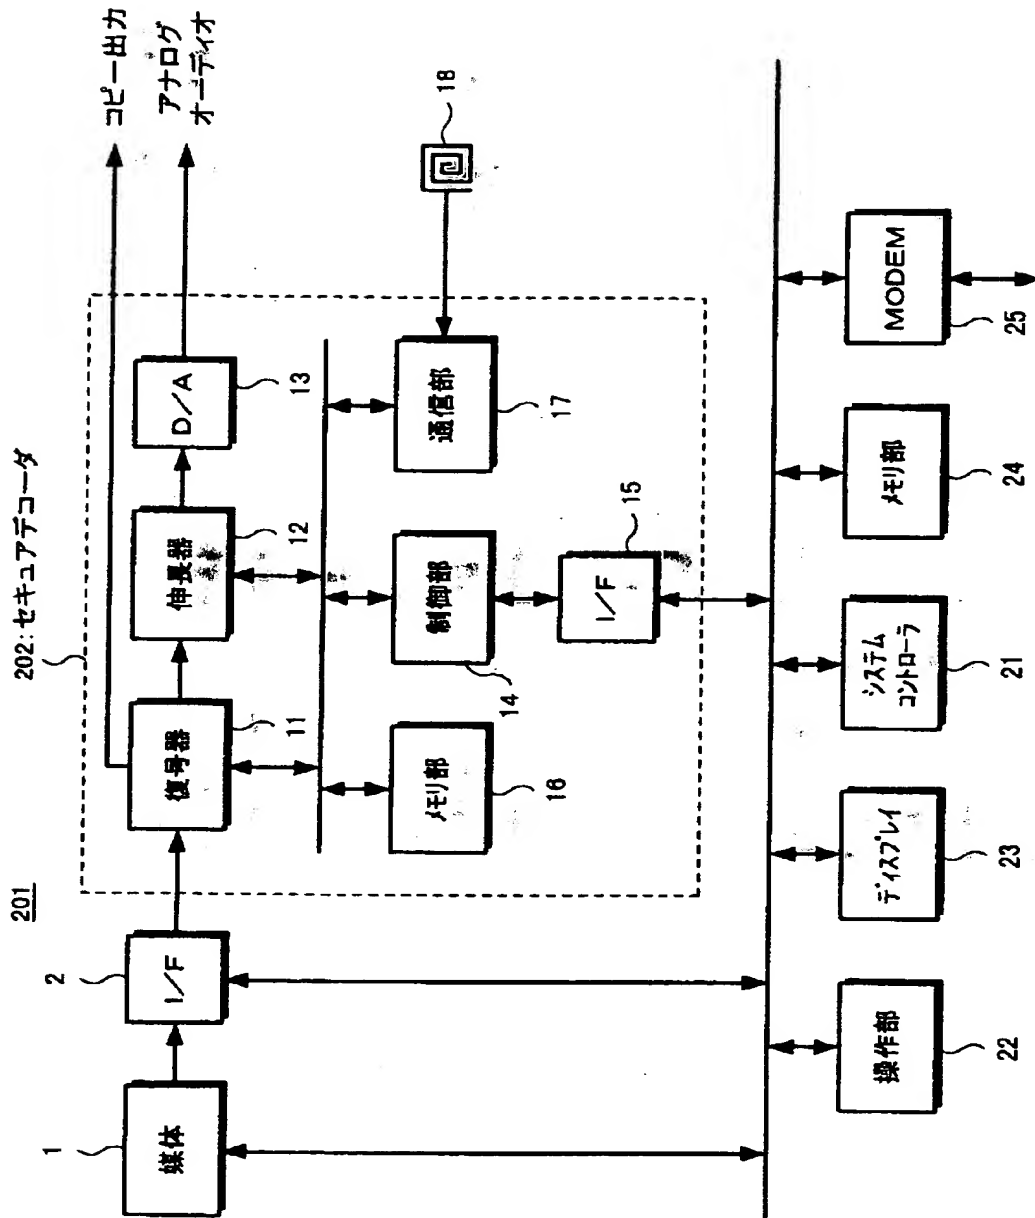 201
202:セキュアデコーダ
コピー出力
アナログ
オーディオ
1
媒体
2
I/F
復号器
11
伸長器
12
D/A
13
メモリ部
16
制御部
14
通信部
17
18
I/F
15
操作部
22
ディスプレイ
23
システム
コントローラ
21
メモリ部
24
MODEM
25